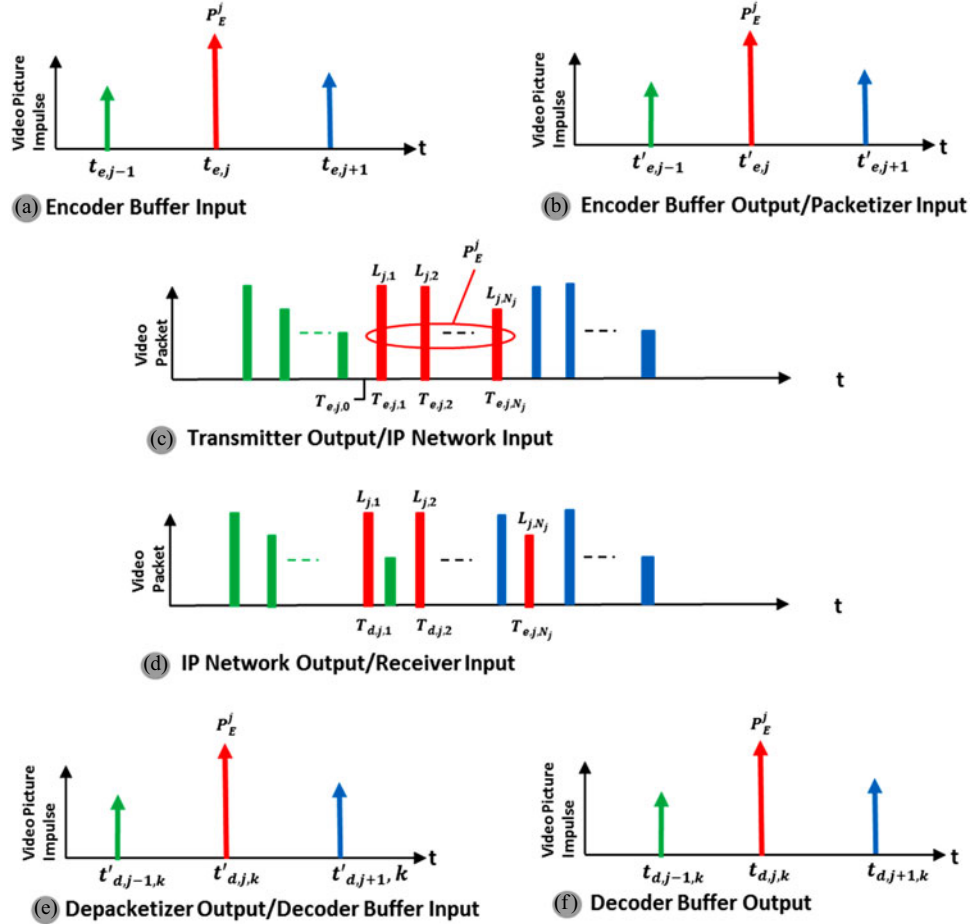 P_E^j
Video Picture
Impulse
t
t_{e,j-1}
t_{e,j}
t_{e,j+1}
(a) Encoder Buffer Input
P_E^j
Video Picture
Impulse
t
t'_{e,j-1}
t'_{e,j}
t'_{e,j+1}
(b) Encoder Buffer Output/Packetizer Input
P_E^j
L_{j,1}
L_{j,2}
L_{j,N_j}
Video
Packet
t
T_{e,j,0}
T_{e,j,1}
T_{e,j,2}
T_{e,j,N_j}
(c) Transmitter Output/IP Network Input
L_{j,1}
L_{j,2}
L_{j,N_j}
Video
Packet
t
T_{d,j,1}
T_{d,j,2}
T_{e,j,N_j}
(d) IP Network Output/Receiver Input
P_E^j
Video Picture
Impulse
t
t'_{d,j-1,k}
t'_{d,j,k}
t'_{d,j+1},k
(e) Depacketizer Output/Decoder Buffer Input
P_E^j
Video Picture
Impulse
t
t_{d,j-1,k}
t_{d,j,k}
t_{d,j+1,k}
(f) Decoder Buffer Output